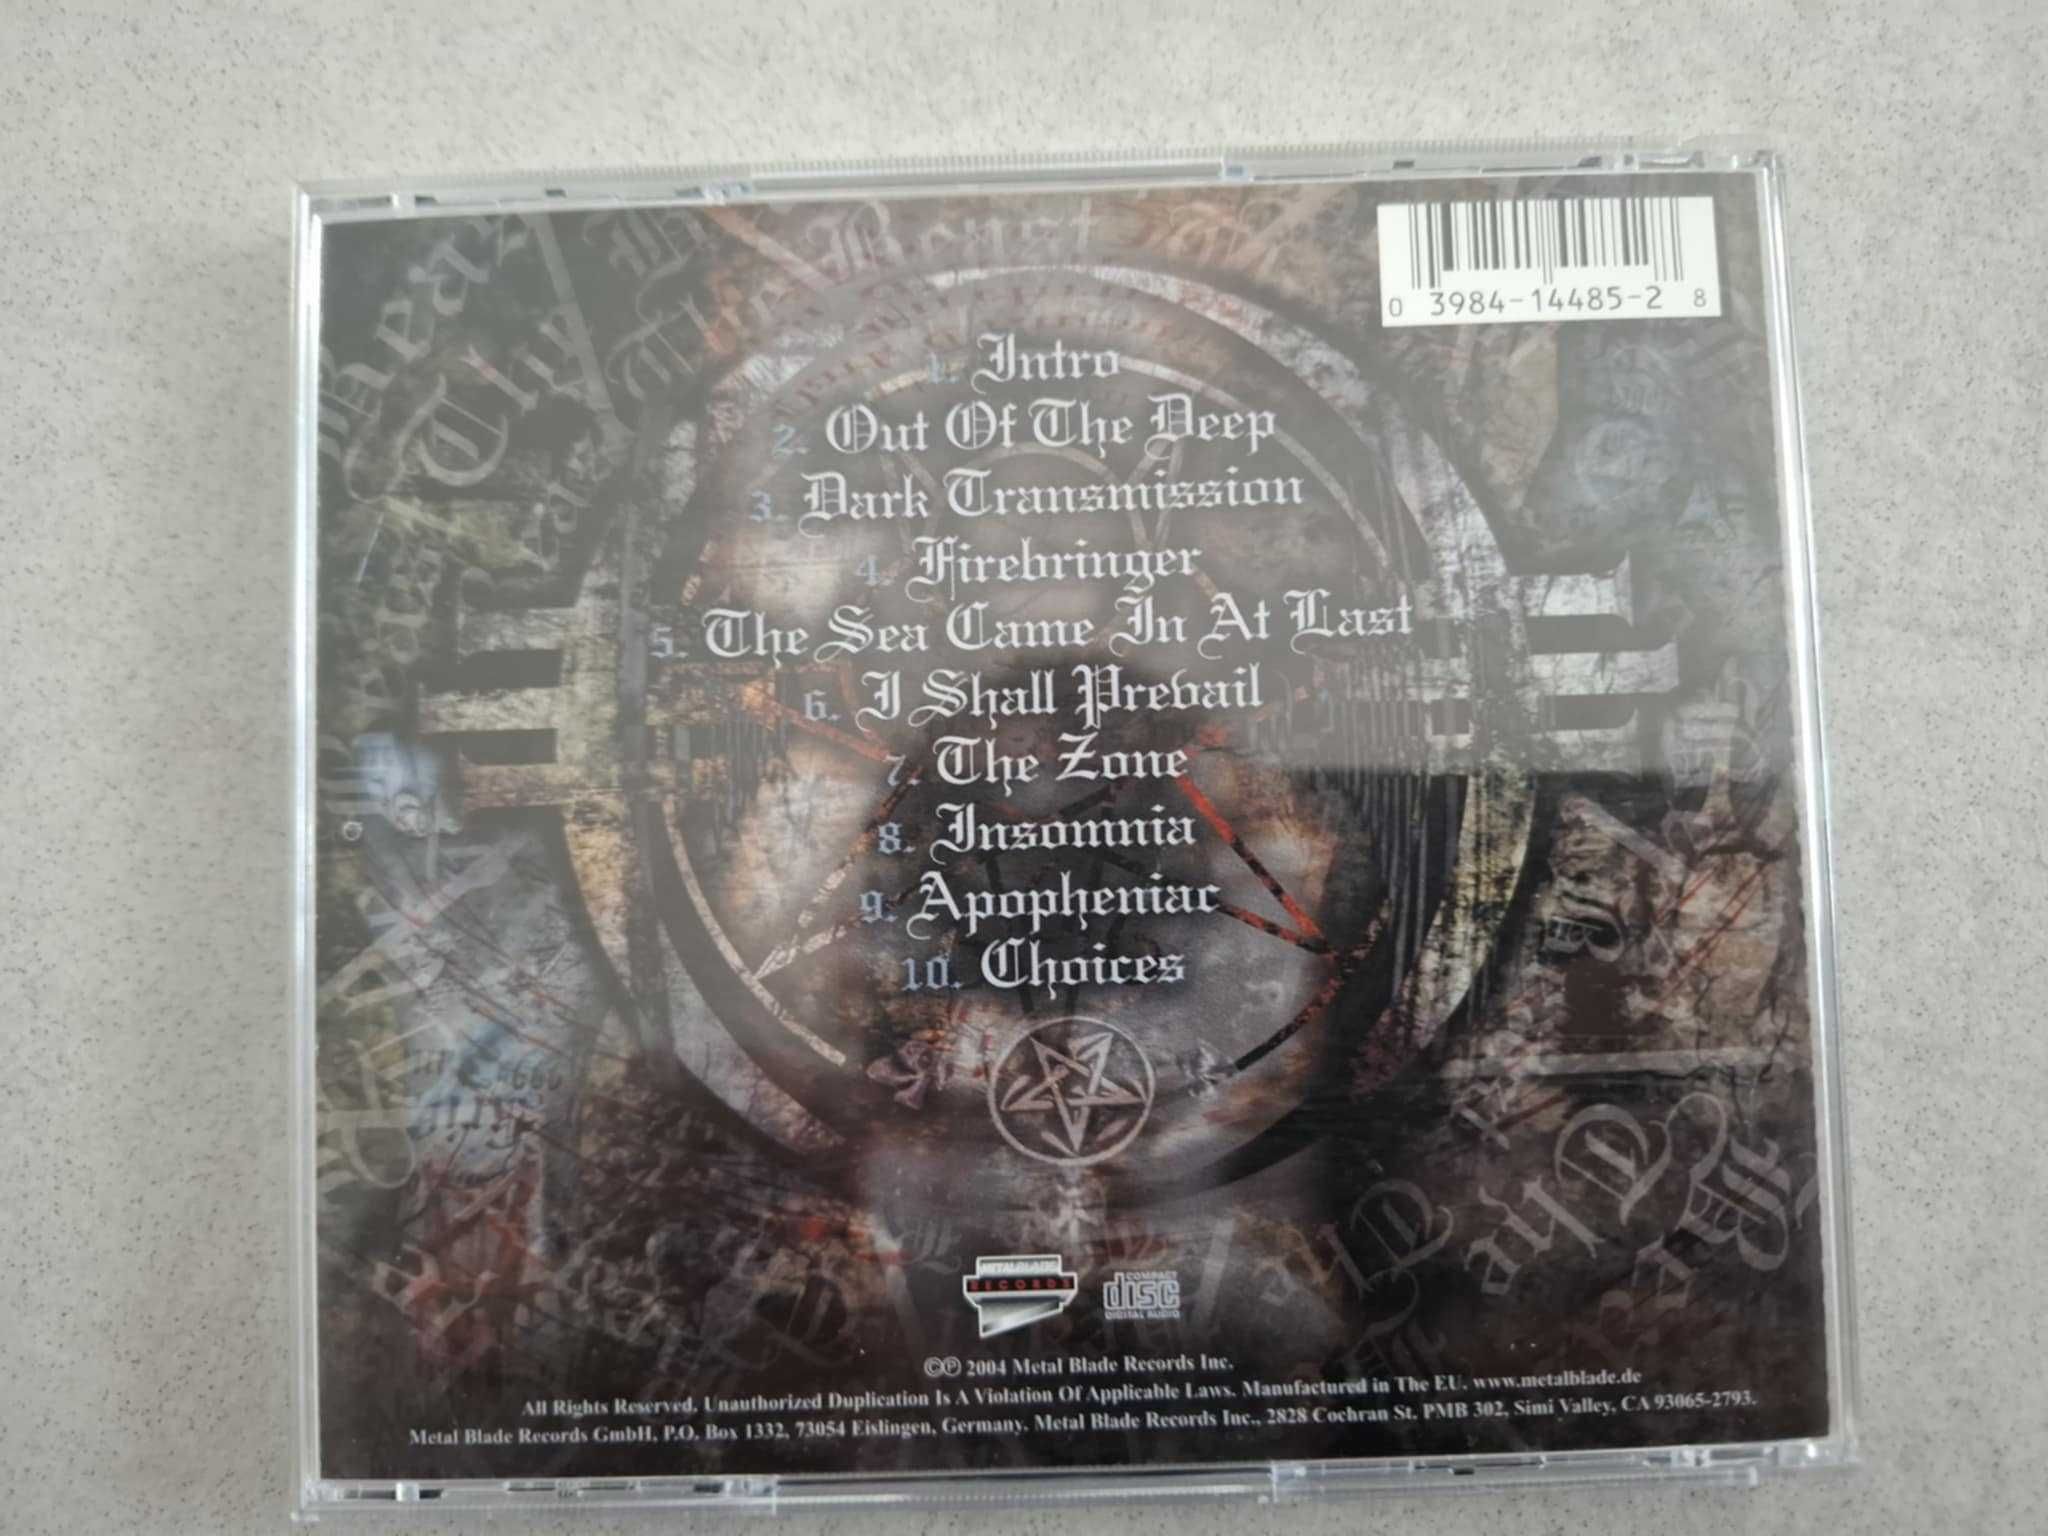 0 3984-14485-2 8
1. Intro
2. Out Of The Deep
3. Dark Transmission
4. Firebringer
5. The Sea Came In At Last
6. I Shall Prevail
7. The Zone
8. Insomnia
9. Apopheniac
10. Choices
METAL BLADE
RECORDS
COMPACT
disc
DIGITAL AUDIO
©℗ 2004 Metal Blade Records Inc.
All Rights Reserved. Unauthorized Duplication Is A Violation Of Applicable Laws. Manufactured in The EU. www.metalblade.de
Metal Blade Records GmbH, P.O. Box 1332, 73054 Eislingen, Germany. Metal Blade Records Inc., 2828 Cochran St. PMB 302, Simi Valley, CA 93065-2793.